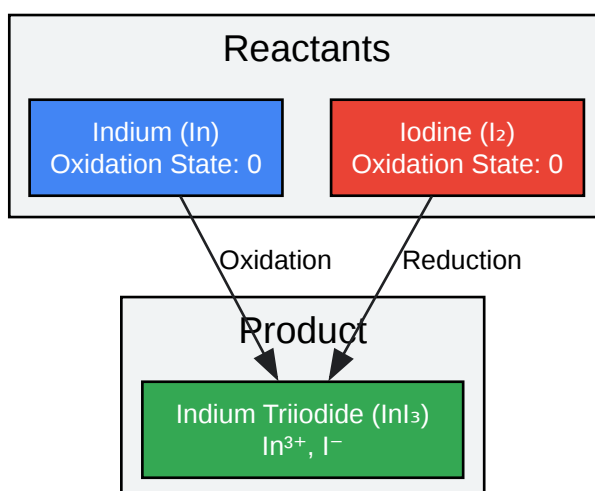 Reactants
Indium (In)
Oxidation State: 0
Iodine (I₂)
Oxidation State: 0
Oxidation
Reduction
Product
Indium Triiodide (InI₃)
In³⁺, I⁻